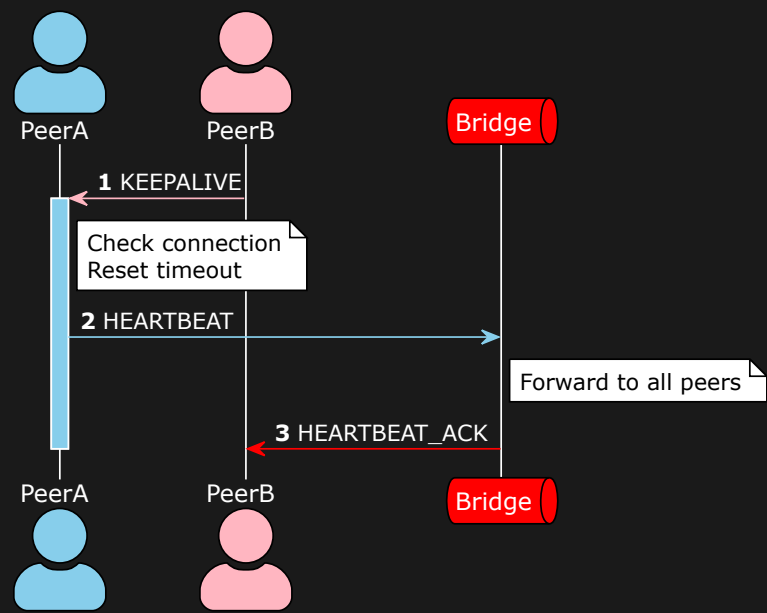 PeerA
PeerB
Bridge
1 KEEPALIVE
Check connection
Reset timeout
2 HEARTBEAT
Forward to all peers
3 HEARTBEAT_ACK
PeerA
PeerB
Bridge